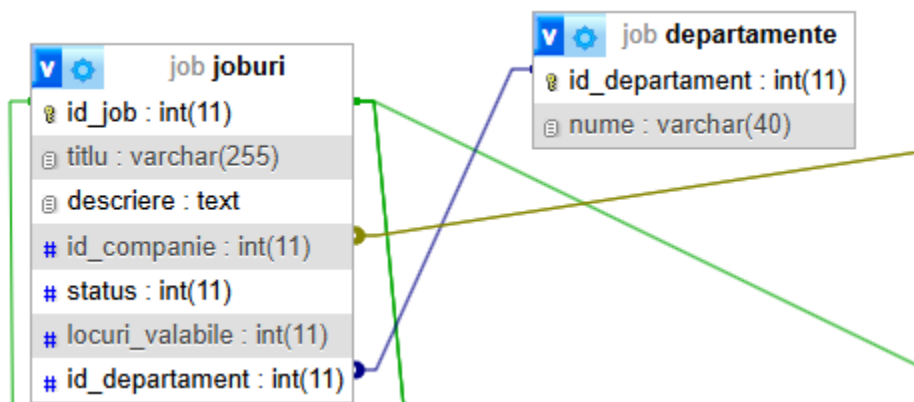 job joburi
id_job : int(11)
titlu : varchar(255)
descriere : text
# id_companie : int(11)
# status : int(11)
# locuri_valabile : int(11)
# id_departament : int(11)
v job departamente
id_departament : int(11)
nume : varchar(40)